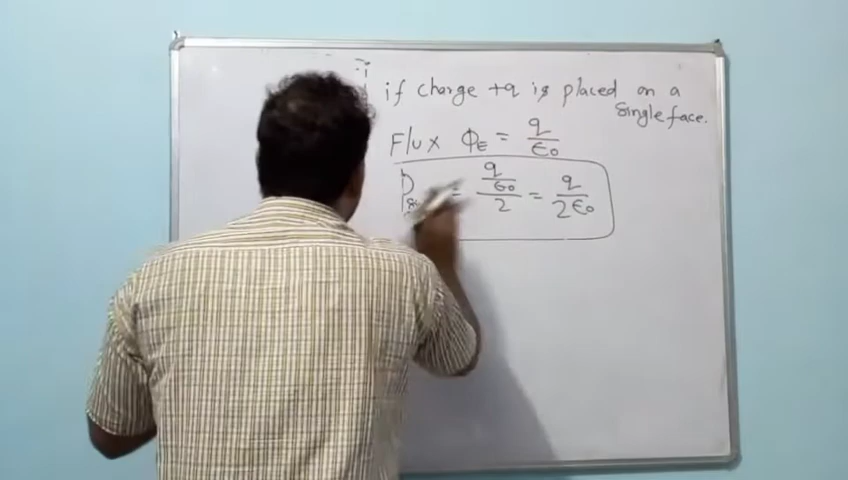 if charge +q is placed on a
single face.
Flux ΦE = q/ε0
= q/ε0/2 = q/2ε0